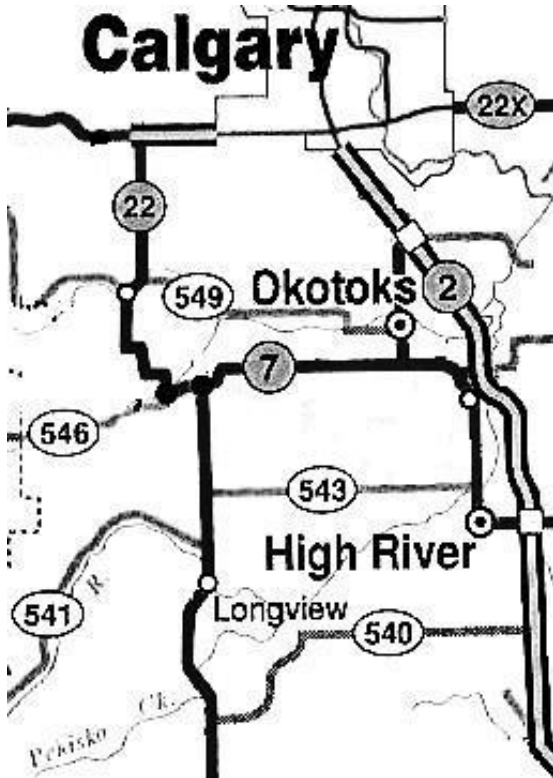 Calgary
22X
22
549
Okotoks
2
7
546
543
High River
541
R.
Longview
540
Pekisko Ck.